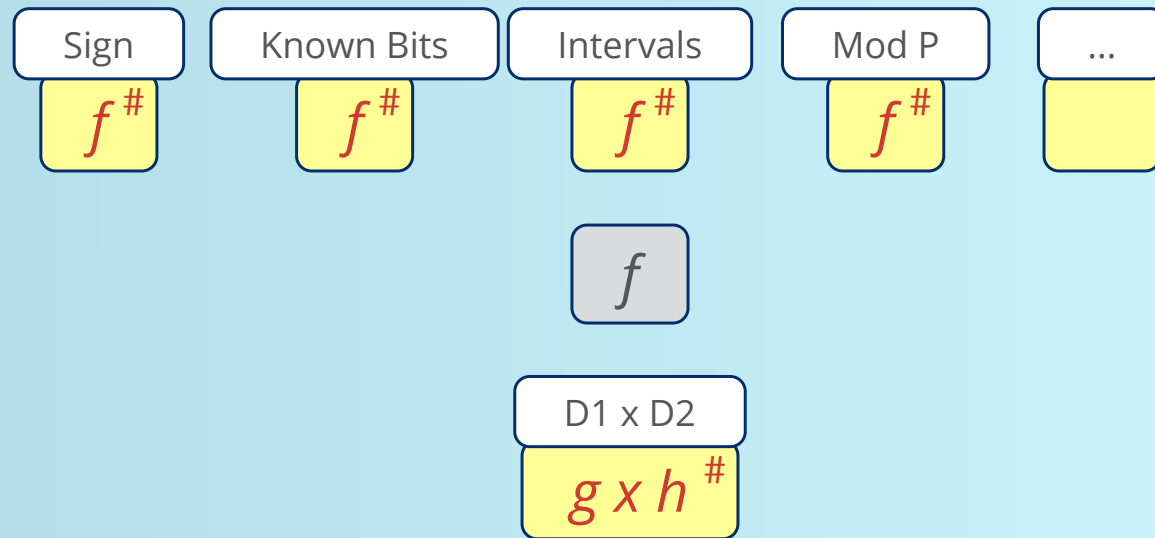 Sign Known Bits Intervals Mod P ...
f # f # f # f #
f
D1 x D2
g x h #